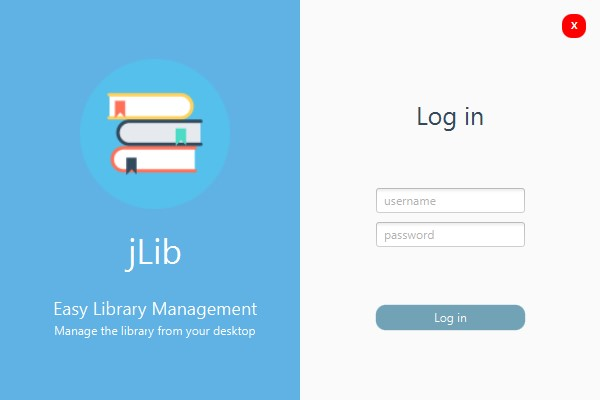 jLib
Easy Library Management
Manage the library from your desktop
x
Log in
username
password
Log in